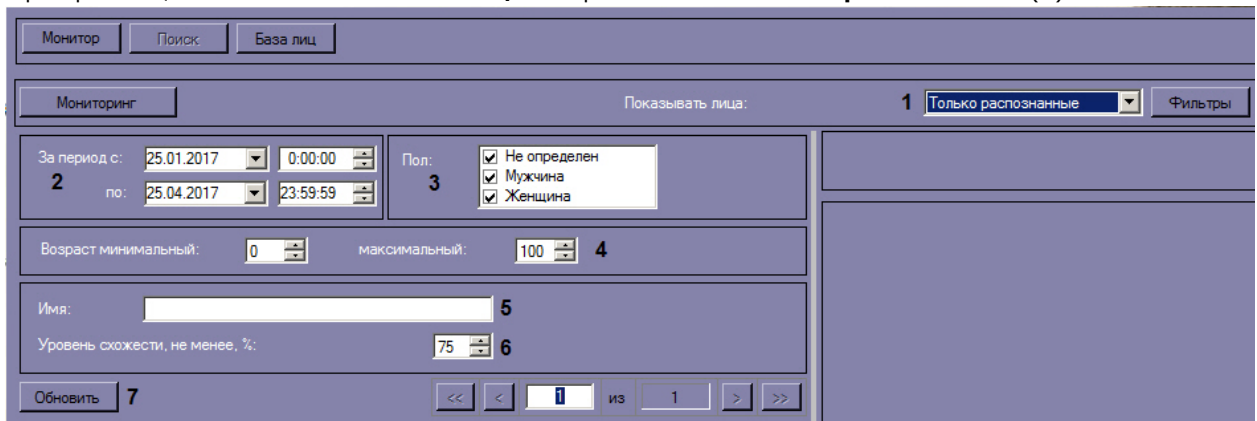 Монитор Поиск База лиц
Мониторинг Показывать лица: 1 Только распознанные Фильтры
За период с: 25.01.2017 0:00:00 Пол: Не определен
2 по: 25.04.2017 23:59:59 3 Мужчина
Женщина
Возраст минимальный: 0 максимальный: 100 4
Имя: 5
Уровень схожести, не менее, %: 75 6
Обновить 7 << < 1 из 1 > >>